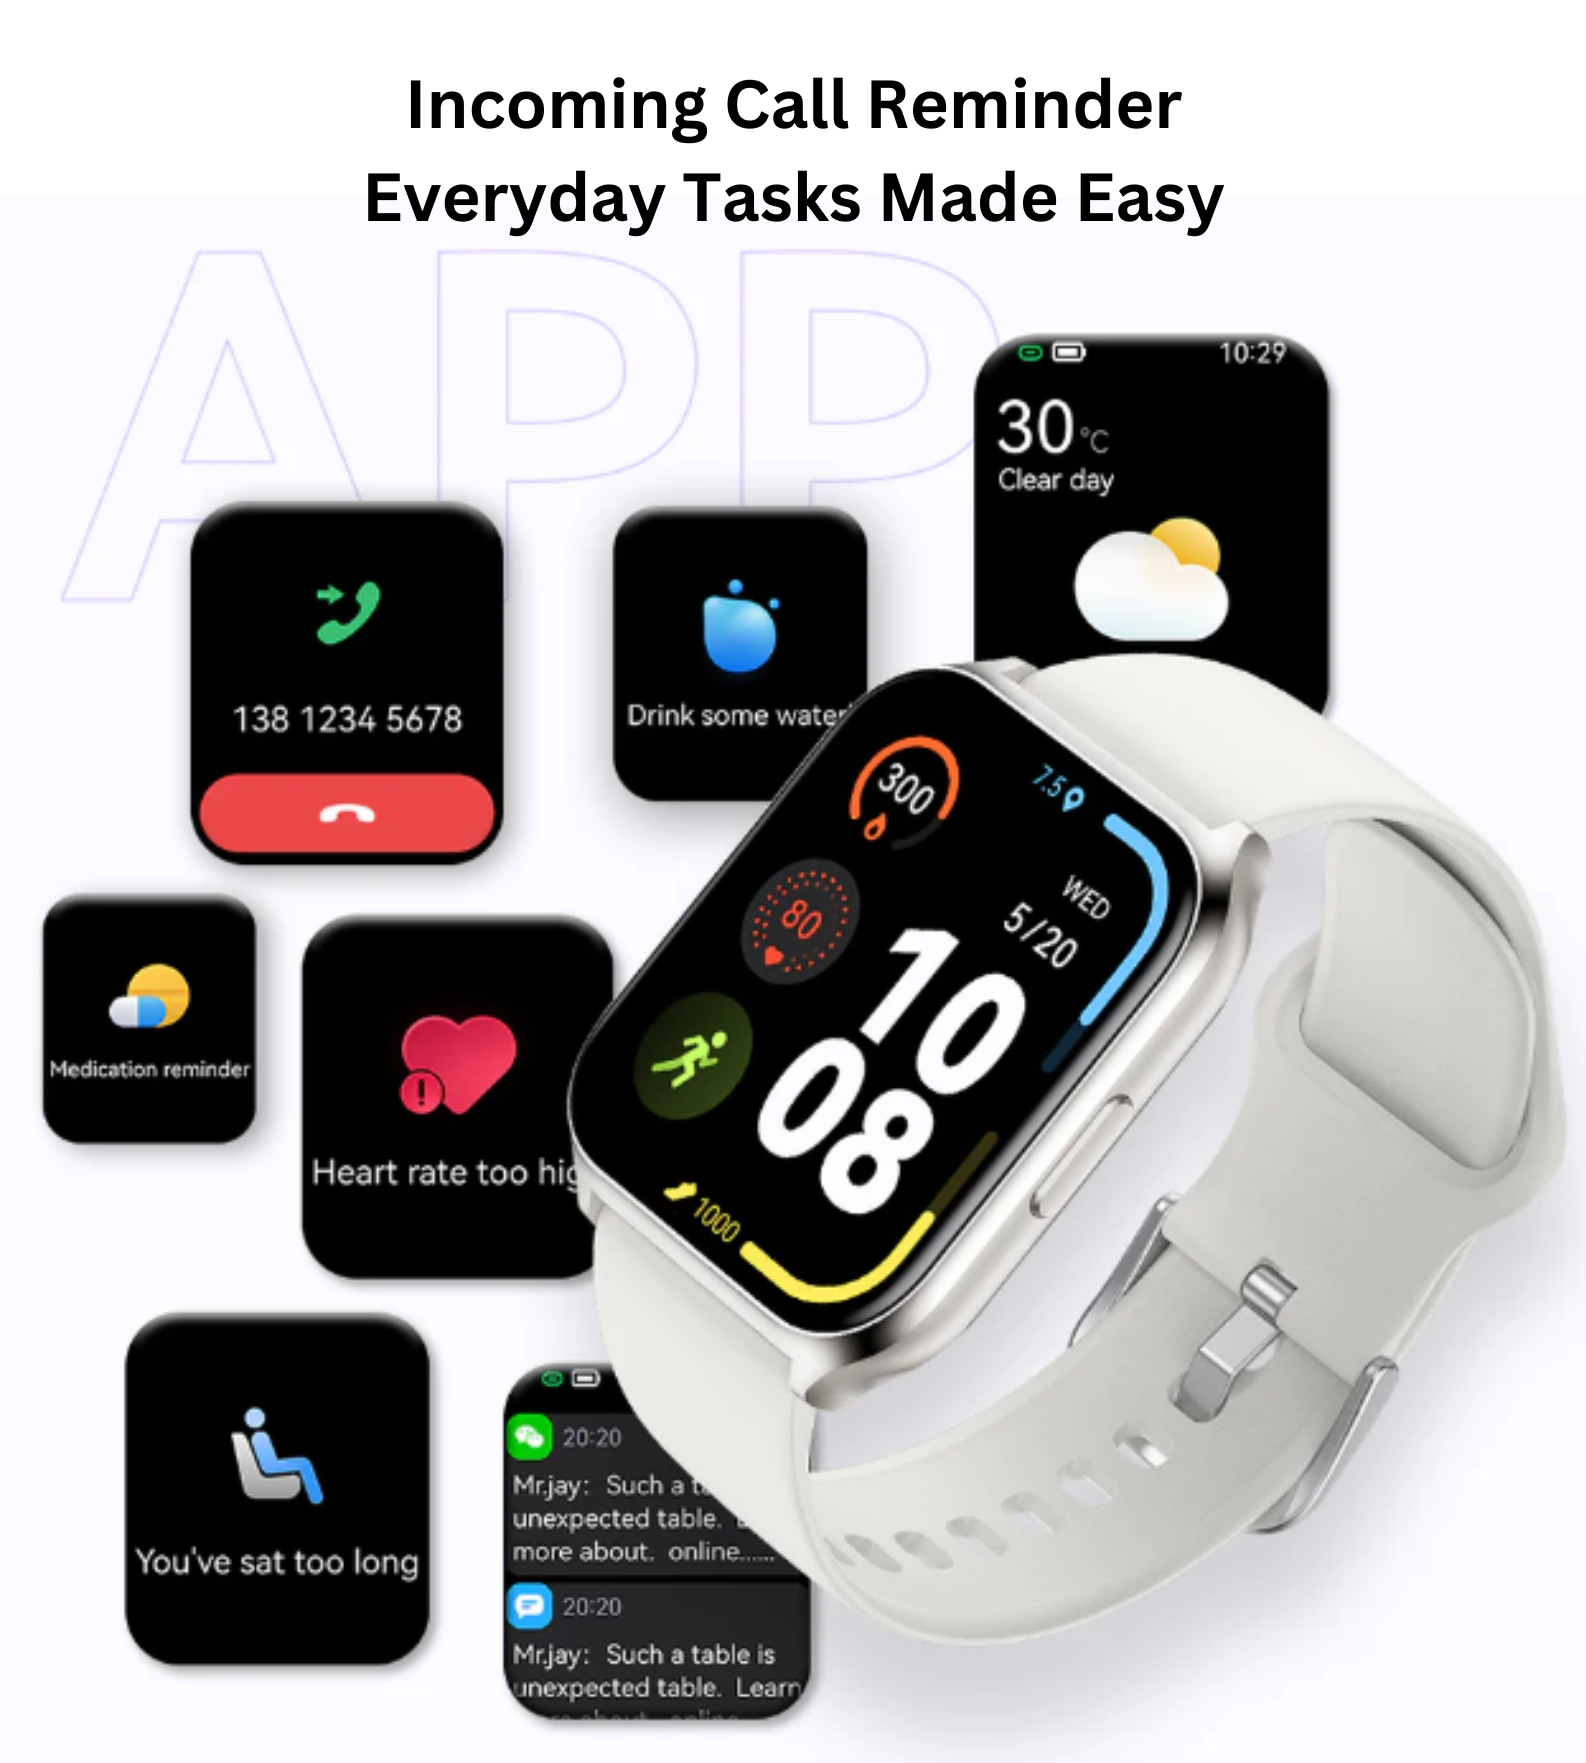 Incoming Call Reminder
Everyday Tasks Made Easy
APP
10:29
30 °C
Clear day
138 1234 5678
Drink some water
300
7.5
80
WED
5/20
10
08
1000
Medication reminder
Heart rate too
You've sat too long
20:20
Mr.jay: Such a
unexpected table.
more about. online......
20:20
Mr.jay: Such a table is
unexpected table. Learn